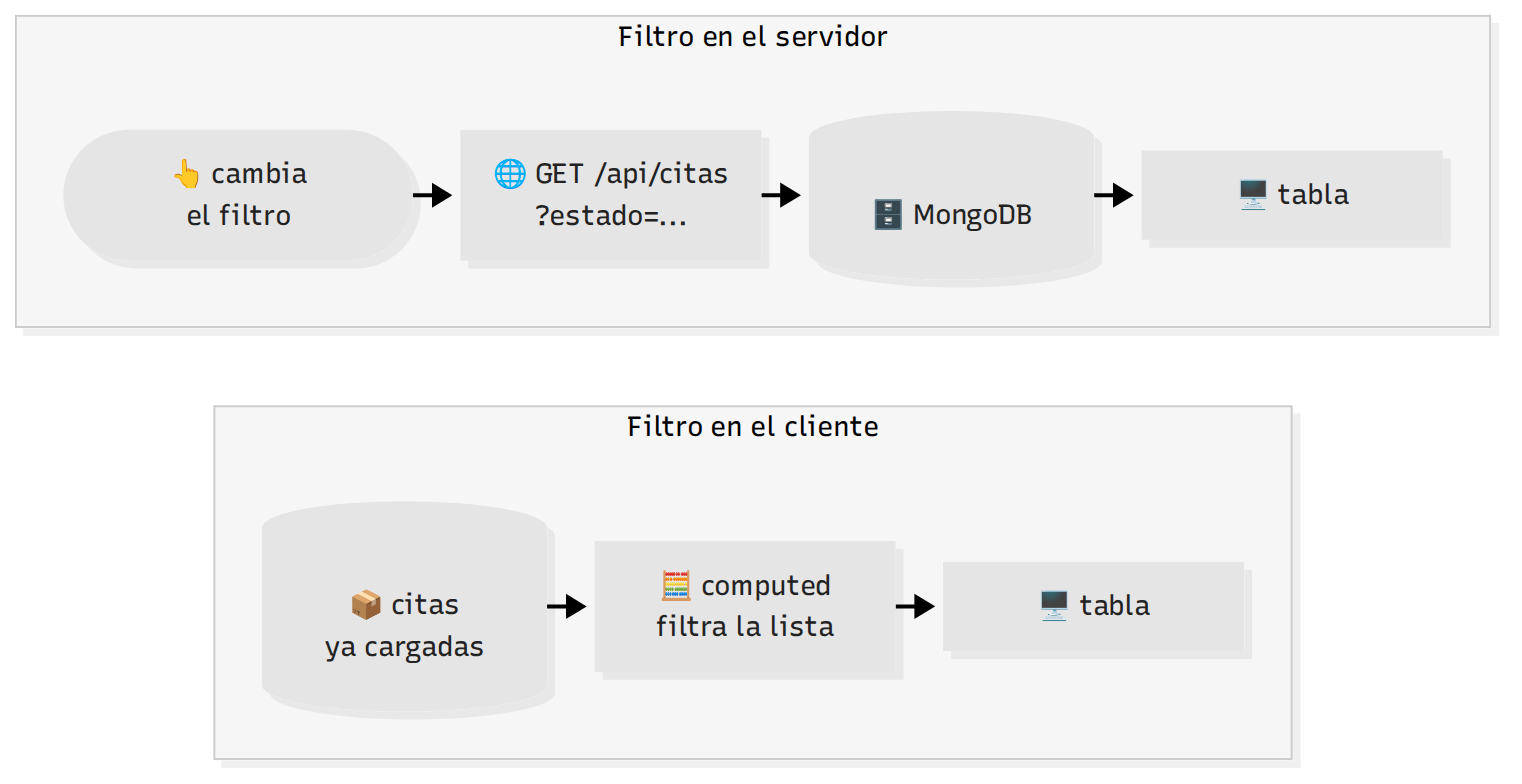 Filtro en el servidor
👆 cambia
el filtro
🌐 GET /api/citas
?estado=...
🗄️ MongoDB
🖥️ tabla
Filtro en el cliente
📦 citas
ya cargadas
🧮 computed
filtra la lista
🖥️ tabla